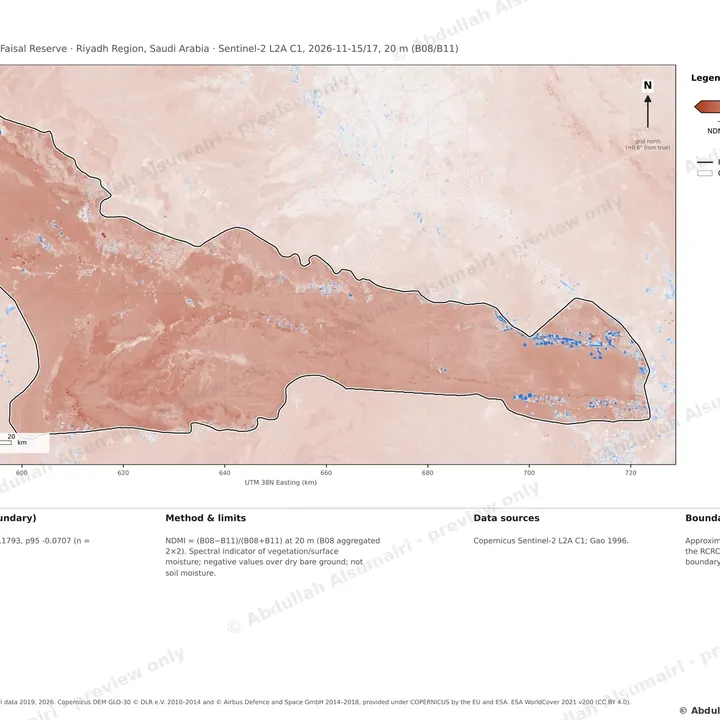 Faisal Reserve · Riyadh Region, Saudi Arabia · Sentinel-2 L2A C1, 2026-11-15/17, 20 m (B08/B11)
Legen
N
grid north
(≈0.6° from true)
NDM
20
km
600
620
640
660
680
700
720
UTM 38N Easting (km)
undary)
.1793, p95 -0.0707 (n =
Method & limits
NDMI = (B08−B11)/(B08+B11) at 20 m (B08 aggregated
2×2). Spectral indicator of vegetation/surface
moisture; negative values over dry bare ground; not
soil moisture.
Data sources
Copernicus Sentinel-2 L2A C1; Gao 1996.
Bounda
Approxim
the RCRC
boundary
l data 2019, 2026. Copernicus DEM GLO-30 © DLR e.V. 2010–2014 and © Airbus Defence and Space GmbH 2014–2018, provided under COPERNICUS by the EU and ESA. ESA WorldCover 2021 v200 (CC BY 4.0).
© Abdul
© Abdullah Alsumairi · preview only